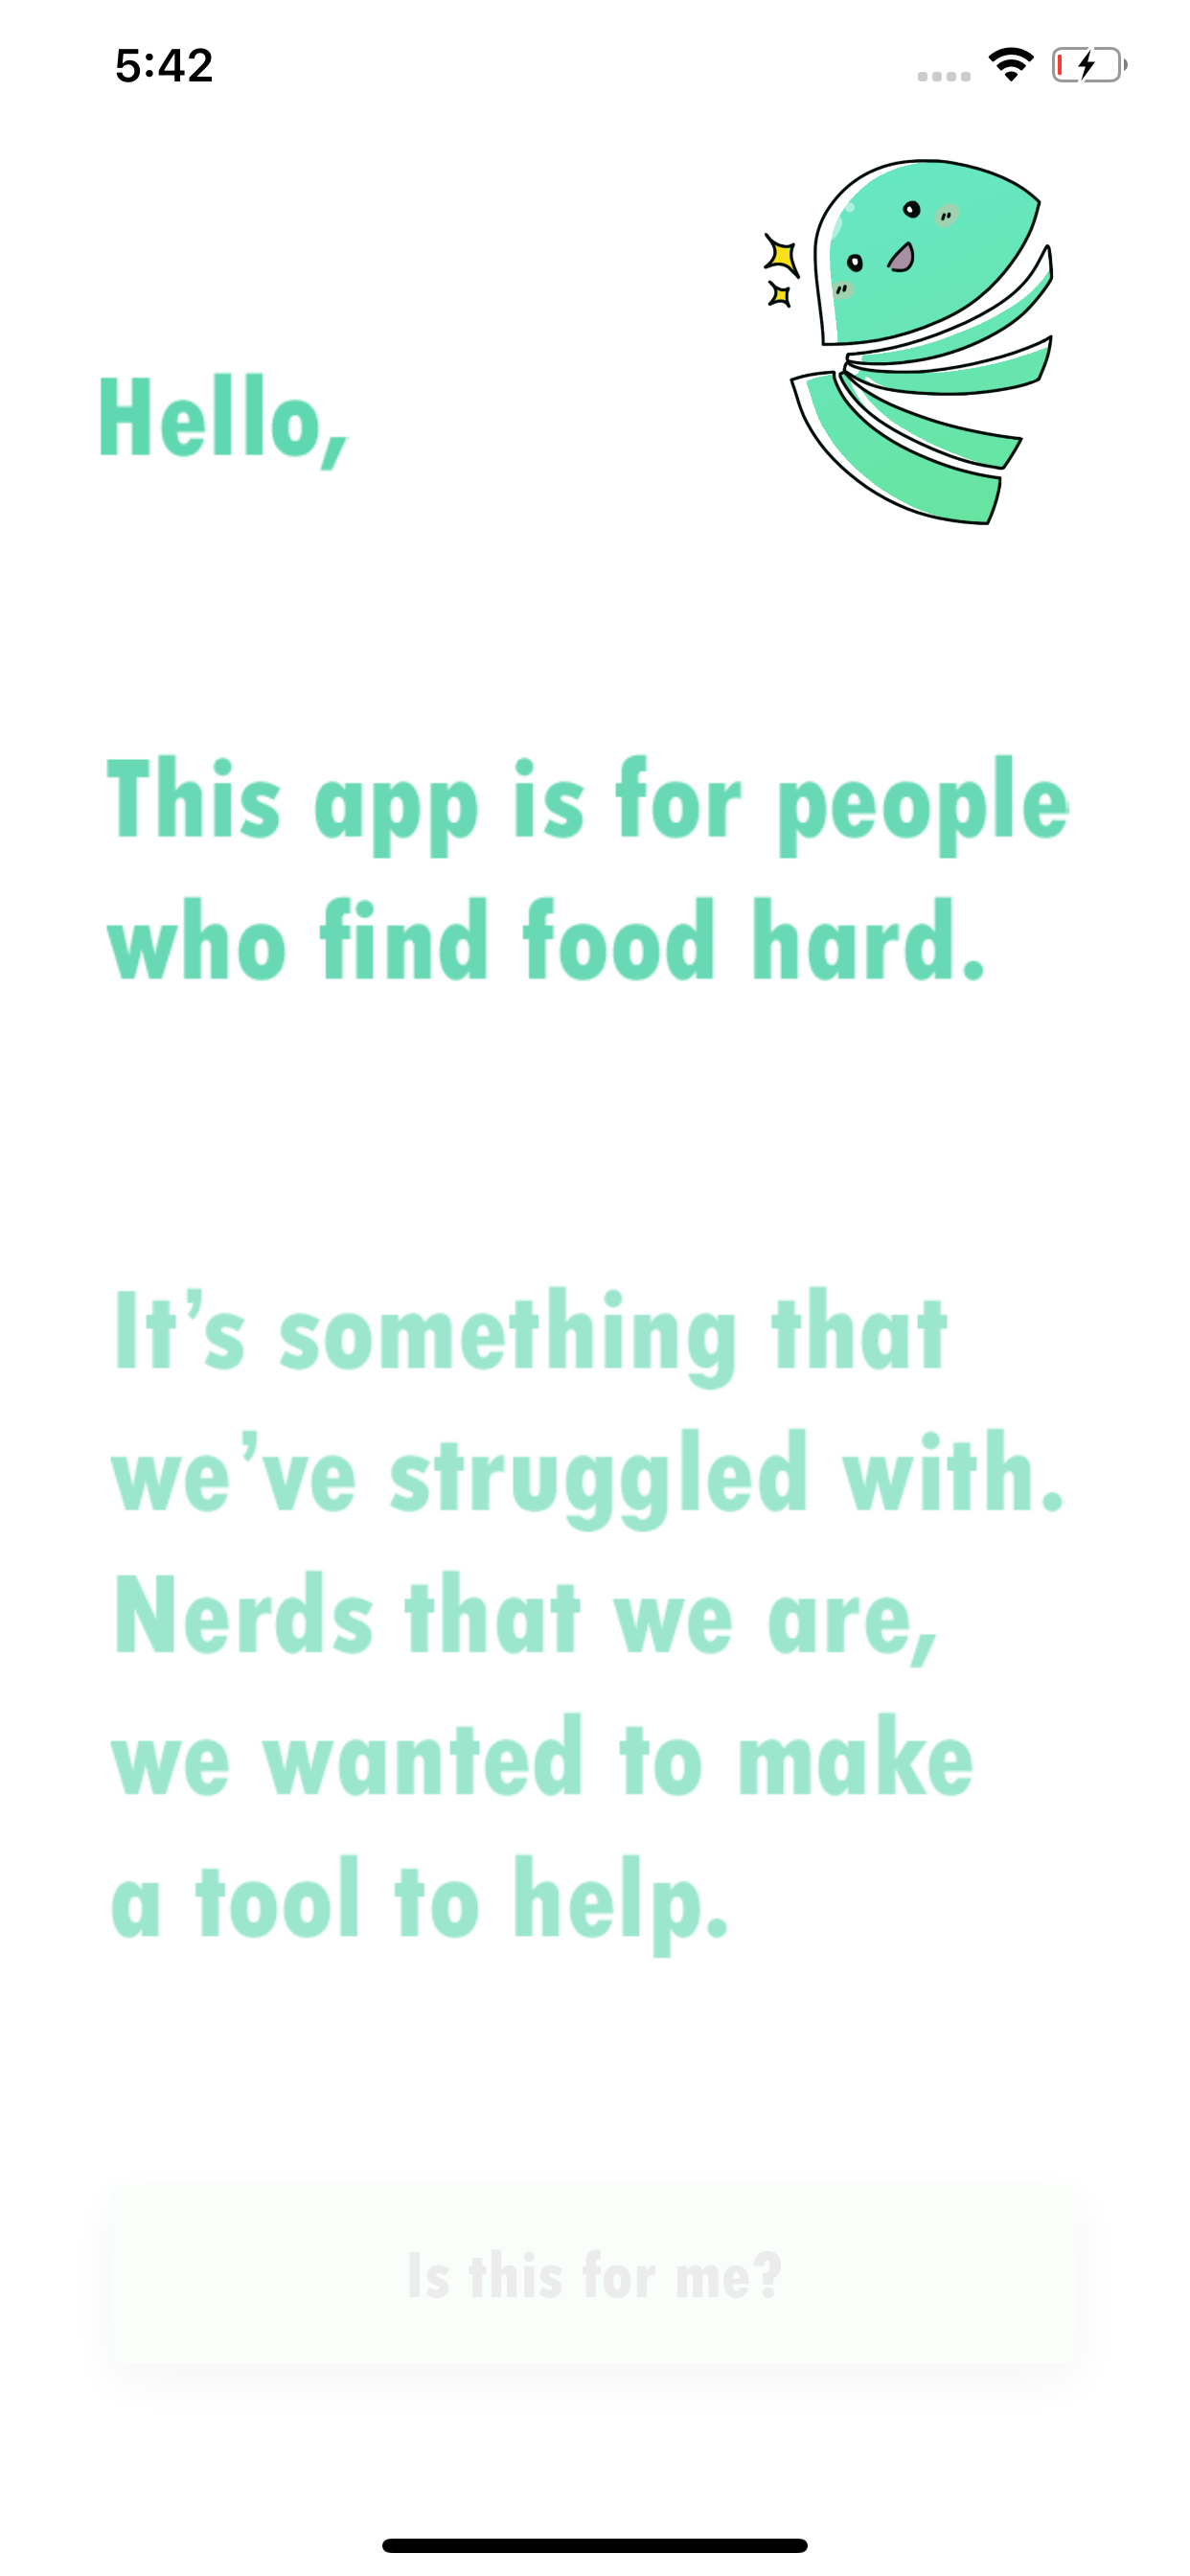 5:42
Hello,
This app is for people
who find food hard.
It’s something that
we’ve struggled with.
Nerds that we are,
we wanted to make
a tool to help.
Is this for me?